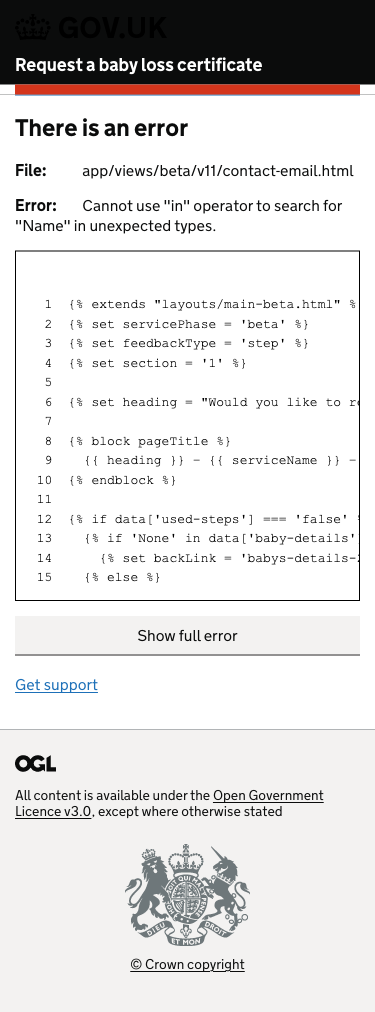 GOV.UK
Request a baby loss certificate
There is an error
File: app/views/beta/v11/contact-email.html
Error: Cannot use "in" operator to search for
"Name" in unexpected types.
1 {% extends "layouts/main-beta.html" %
2 {% set servicePhase = 'beta' %}
3 {% set feedbackType = 'step' %}
4 {% set section = '1' %}
5
6 {% set heading = "Would you like to re
7
8 {% block pageTitle %}
9 {{ heading }} – {{ serviceName }} –
10 {% endblock %}
11
12 {% if data['used-steps'] === 'false' %
13 {% if 'None' in data['baby-details'
14 {% set backLink = 'babys-details-2
15 {% else %}
Show full error
Get support
OGL
All content is available under the Open Government
Licence v3.0, except where otherwise stated
DIEU ET MON DROIT
© Crown copyright